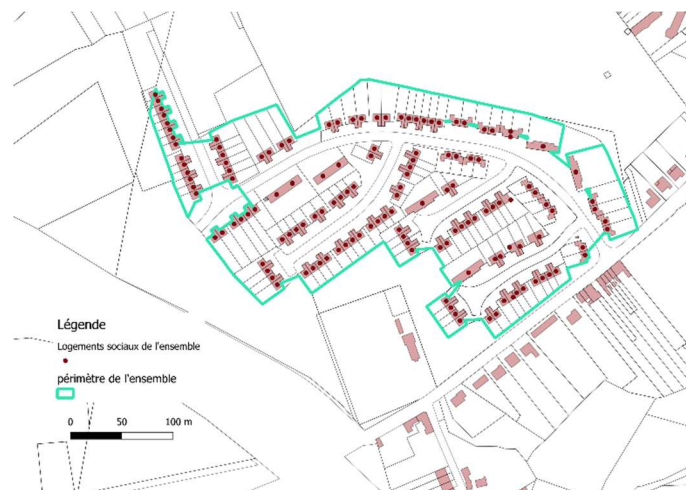 Légende
Logements sociaux de l'ensemble
périmètre de l'ensemble
0 50 100 m